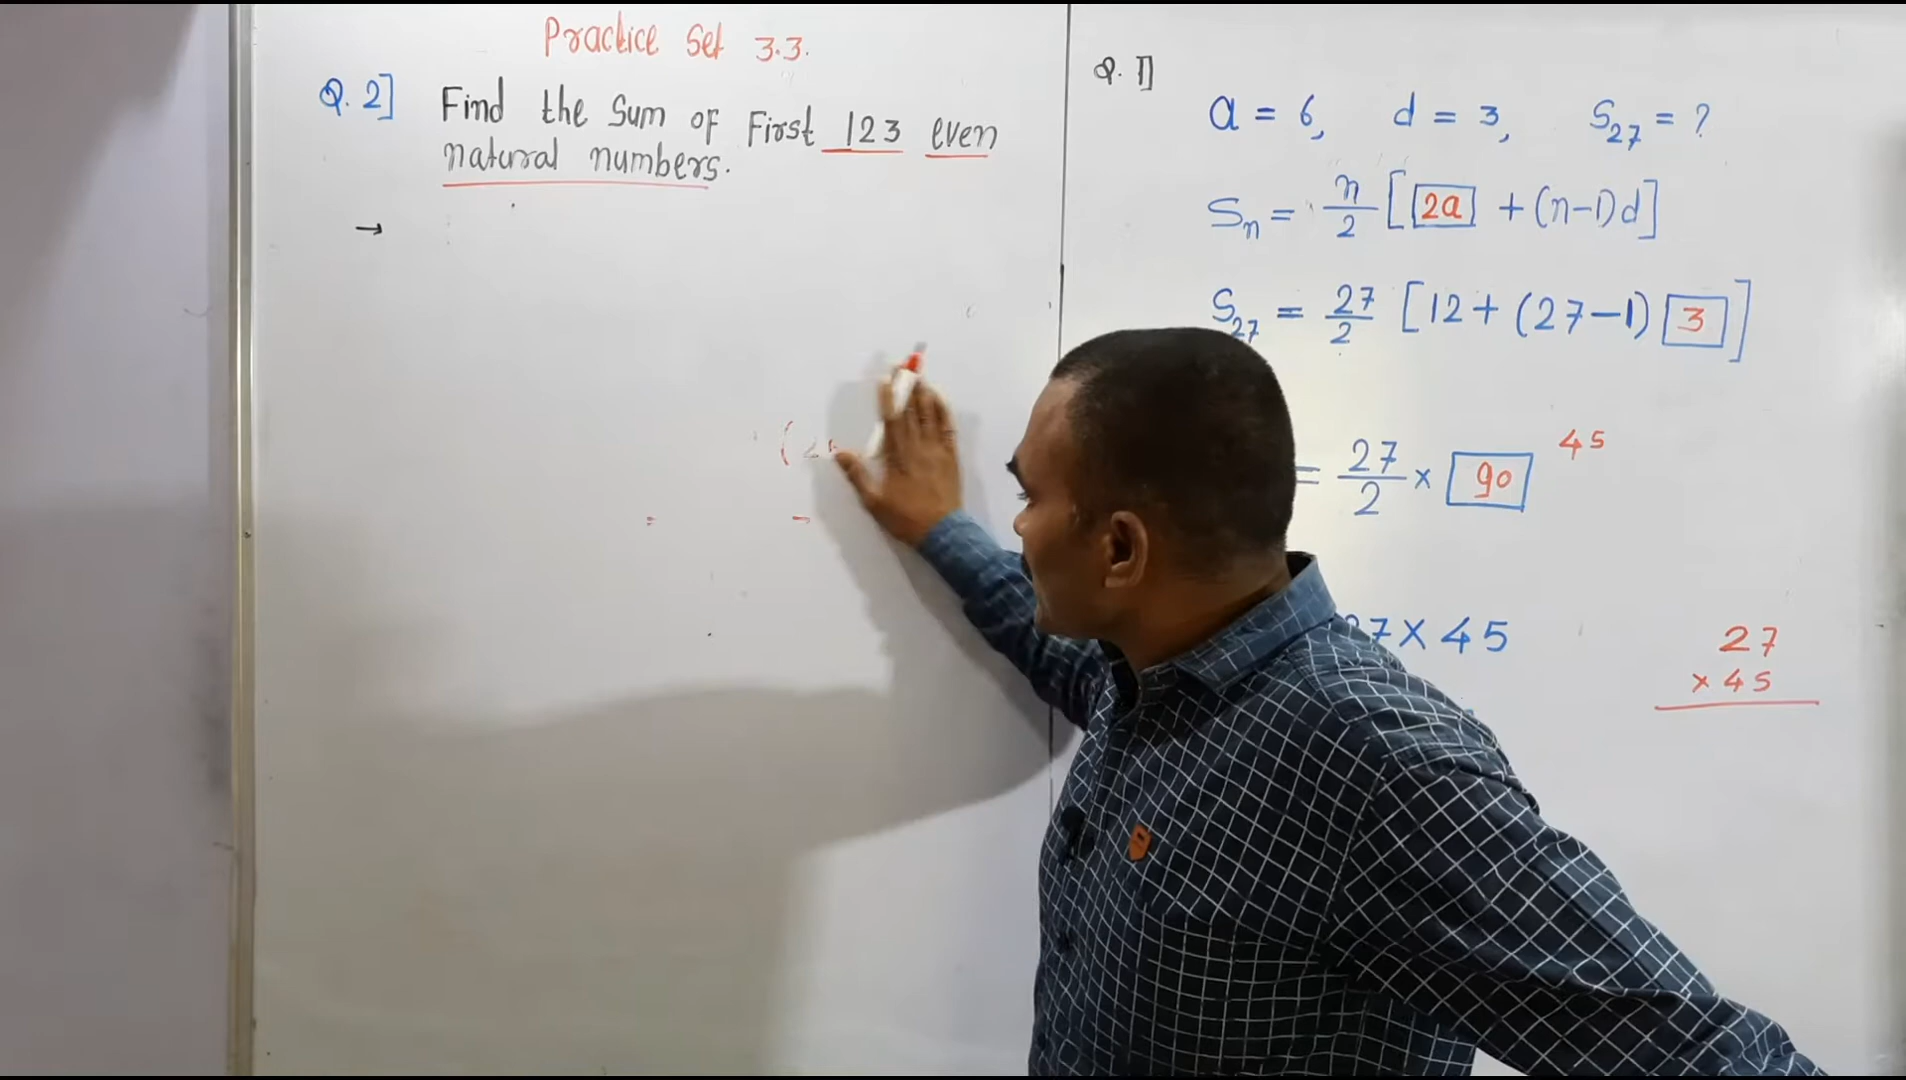 Practice Set 3.3.
Q. 2] Find the Sum of First 123 even
natural numbers.
→
(2
= -
Q. 1]
a = 6, d = 3, S₂₇ = ?
Sₙ = n/2 [2a + (n-1)d]
S₂₇ = 27/2 [12 + (27-1) 3]
= 27/2 × 90 45
27 × 45
27
× 45